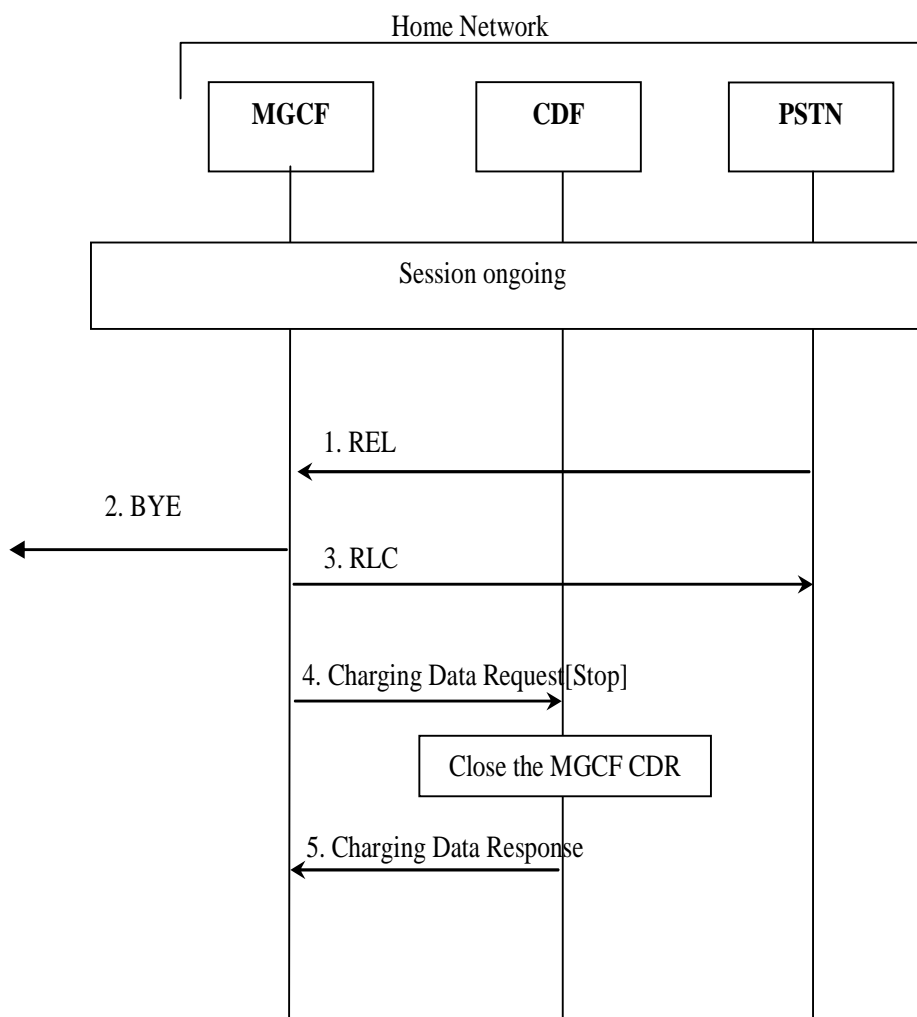 Home Network
MGCF
CDF
PSTN
Session ongoing
1. REL
2. BYE
3. RLC
4. Charging Data Request[Stop]
Close the MGCF CDR
5. Charging Data Response